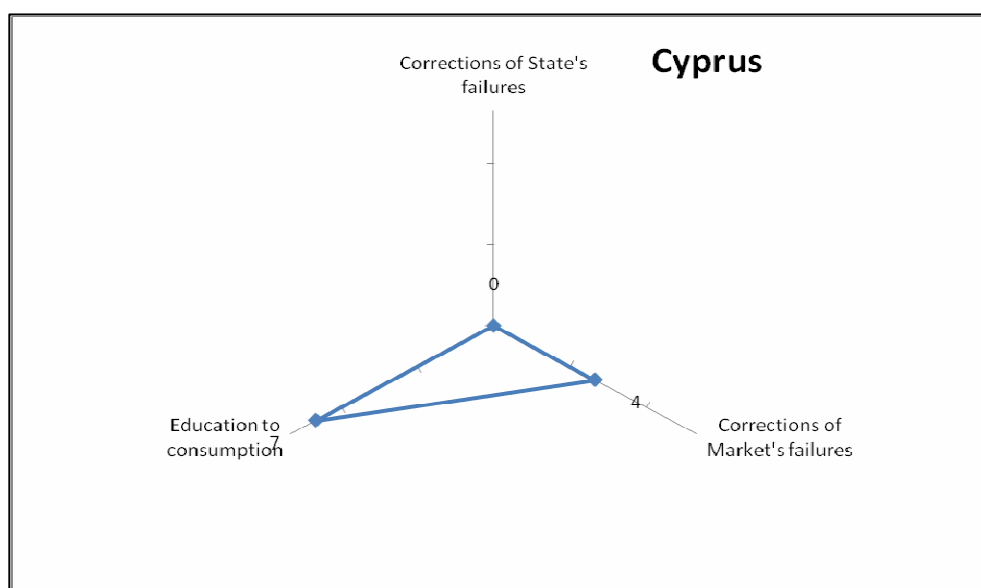 Cyprus
Corrections of State's
failures
0
4
Education to
consumption
7
Corrections of
Market's failures